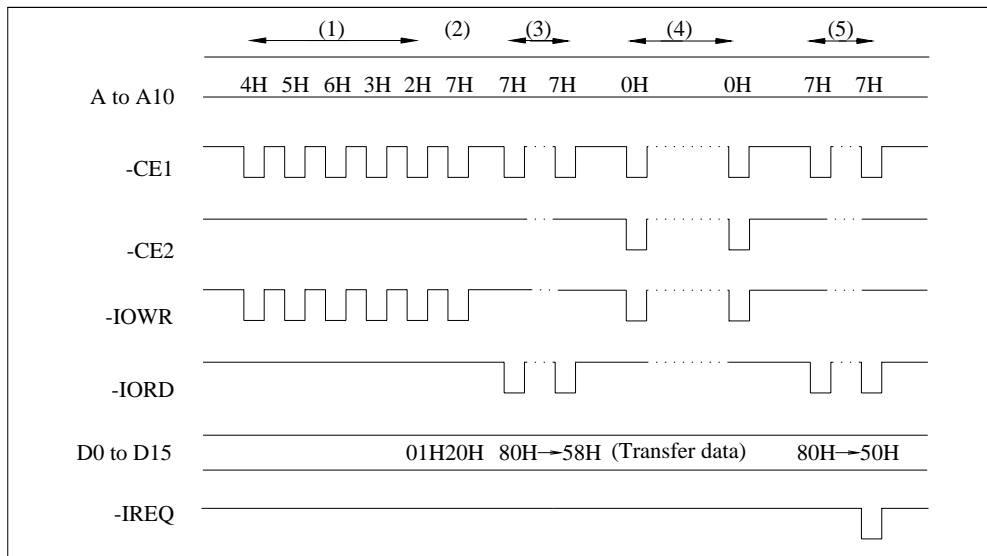 (1) (2) (3) (4) (5)
A to A10 4H 5H 6H 3H 2H 7H 7H 7H 0H 0H 7H 7H
-CE1
-CE2
-IOWR
-IORD
D0 to D15 01H20H 80H→58H (Transfer data) 80H→50H
-IREQ